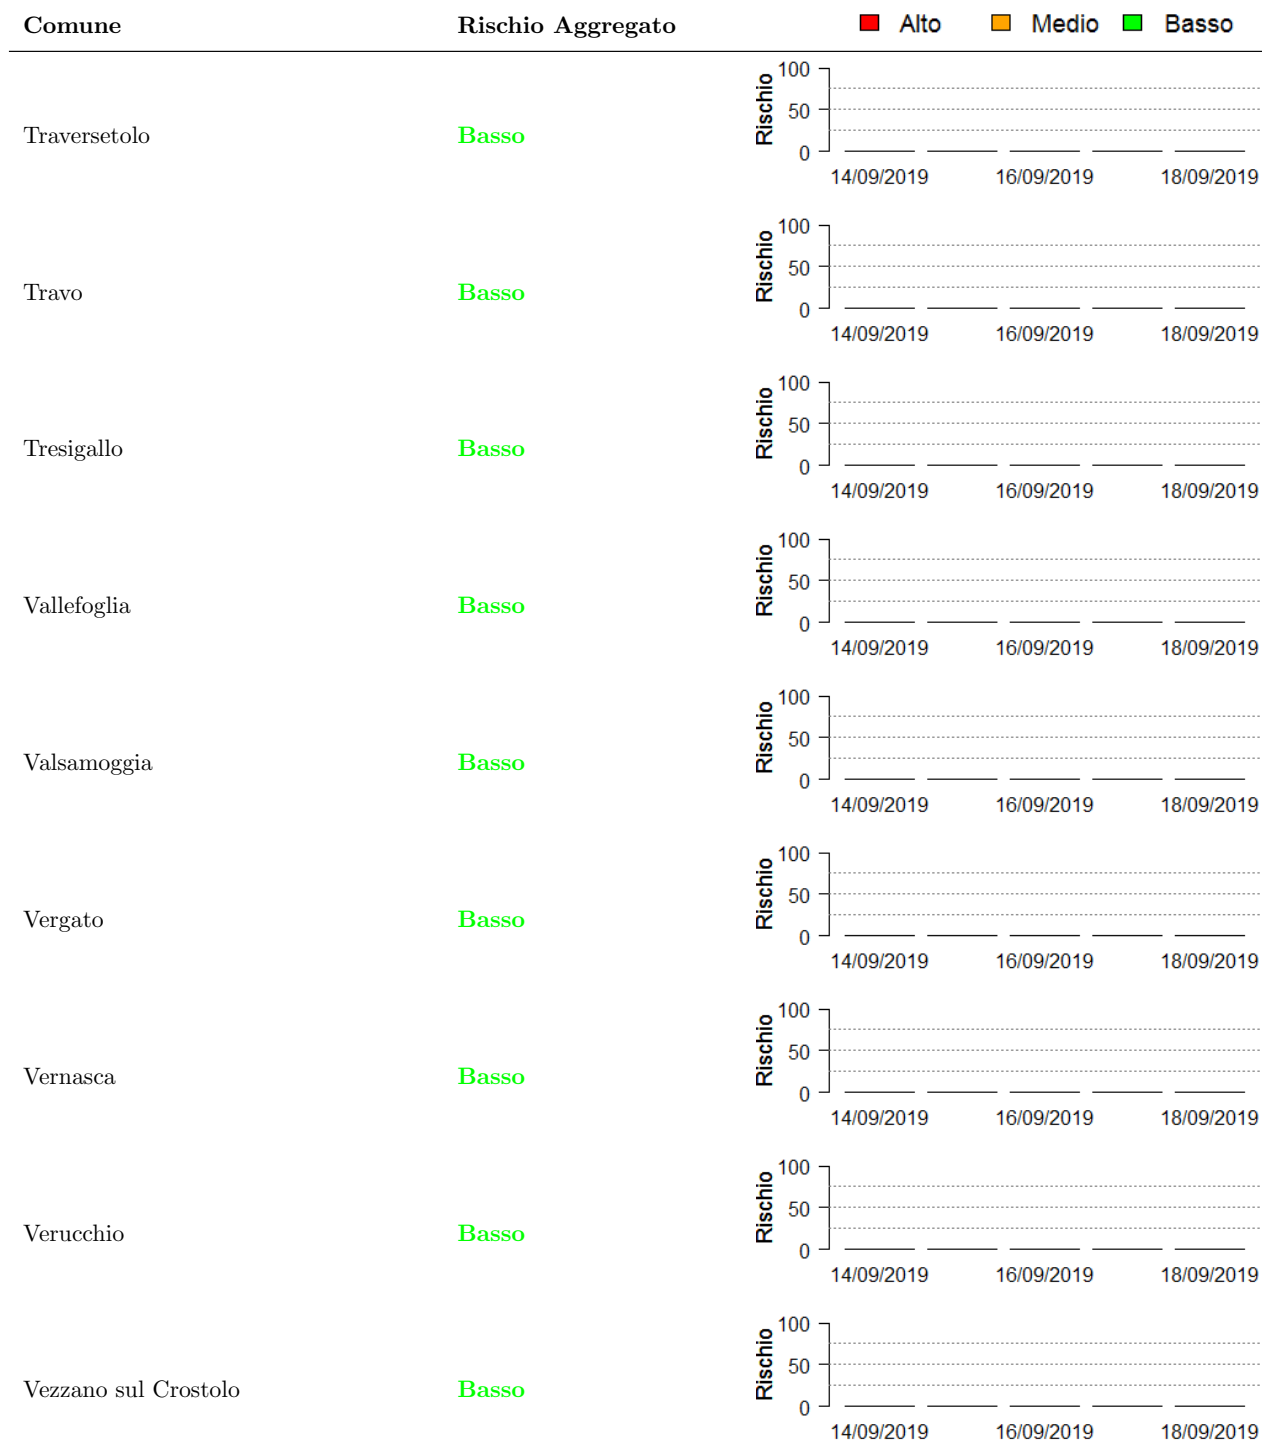 Comune Rischio Aggregato Alto Medio Basso
Traversetolo Basso Rischio 100 50 0
14/09/2019 16/09/2019 18/09/2019
Travo Basso Rischio 100 50 0
14/09/2019 16/09/2019 18/09/2019
Tresigallo Basso Rischio 100 50 0
14/09/2019 16/09/2019 18/09/2019
Vallefoglia Basso Rischio 100 50 0
14/09/2019 16/09/2019 18/09/2019
Valsamoggia Basso Rischio 100 50 0
14/09/2019 16/09/2019 18/09/2019
Vergato Basso Rischio 100 50 0
14/09/2019 16/09/2019 18/09/2019
Vernasca Basso Rischio 100 50 0
14/09/2019 16/09/2019 18/09/2019
Verucchio Basso Rischio 100 50 0
14/09/2019 16/09/2019 18/09/2019
Vezzano sul Crostolo Basso Rischio 100 50 0
14/09/2019 16/09/2019 18/09/2019